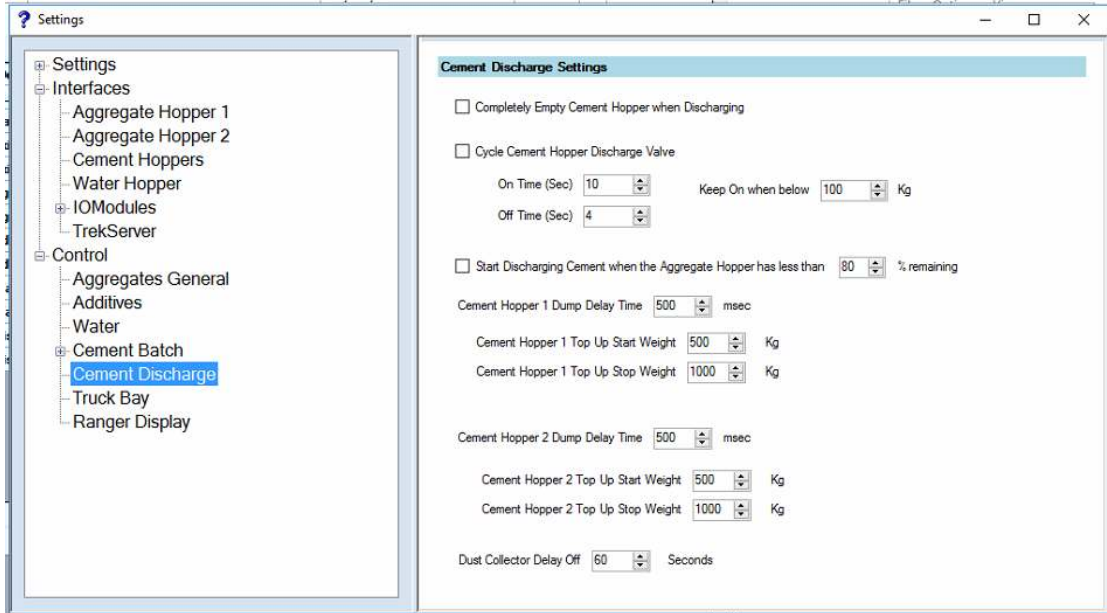 Settings
Settings
Interfaces
Aggregate Hopper 1
Aggregate Hopper 2
Cement Hoppers
Water Hopper
IOModules
TrekServer
Control
Aggregates General
Additives
Water
Cement Batch
Cement Discharge
Truck Bay
Ranger Display
Cement Discharge Settings
Completely Empty Cement Hopper when Discharging
Cycle Cement Hopper Discharge Valve
On Time (Sec) 10 Keep On when below 100 Kg
Off Time (Sec) 4
Start Discharging Cement when the Aggregate Hopper has less than 80 % remaining
Cement Hopper 1 Dump Delay Time 500 msec
Cement Hopper 1 Top Up Start Weight 500 Kg
Cement Hopper 1 Top Up Stop Weight 1000 Kg
Cement Hopper 2 Dump Delay Time 500 msec
Cement Hopper 2 Top Up Start Weight 500 Kg
Cement Hopper 2 Top Up Stop Weight 1000 Kg
Dust Collector Delay Off 60 Seconds